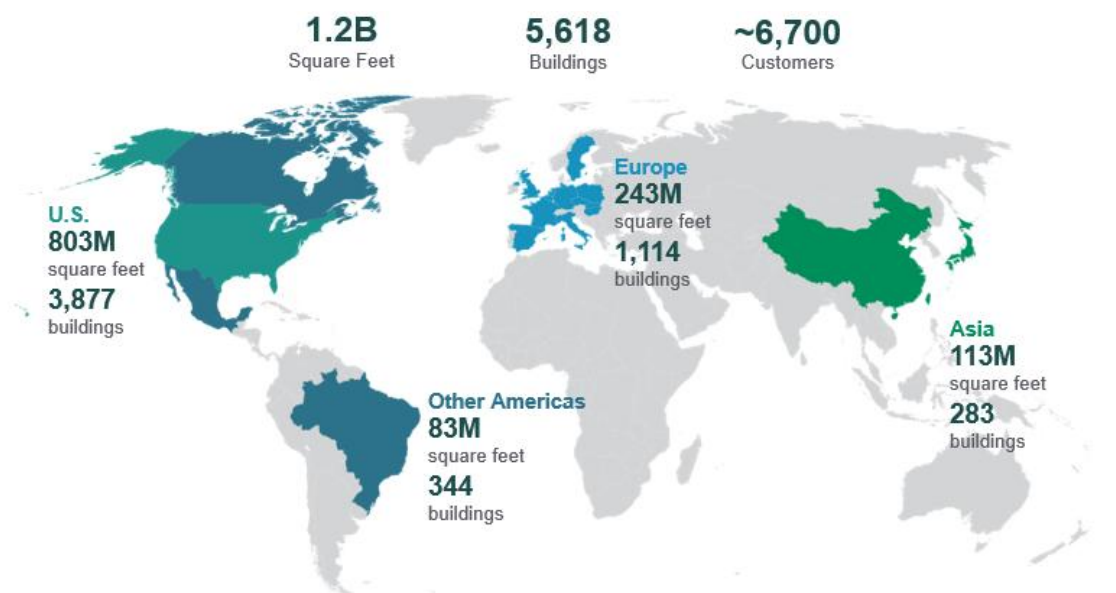 1.2B
Square Feet
5,618
Buildings
~6,700
Customers
U.S.
803M
square feet
3,877
buildings
Europe
243M
square feet
1,114
buildings
Other Americas
83M
square feet
344
buildings
Asia
113M
square feet
283
buildings